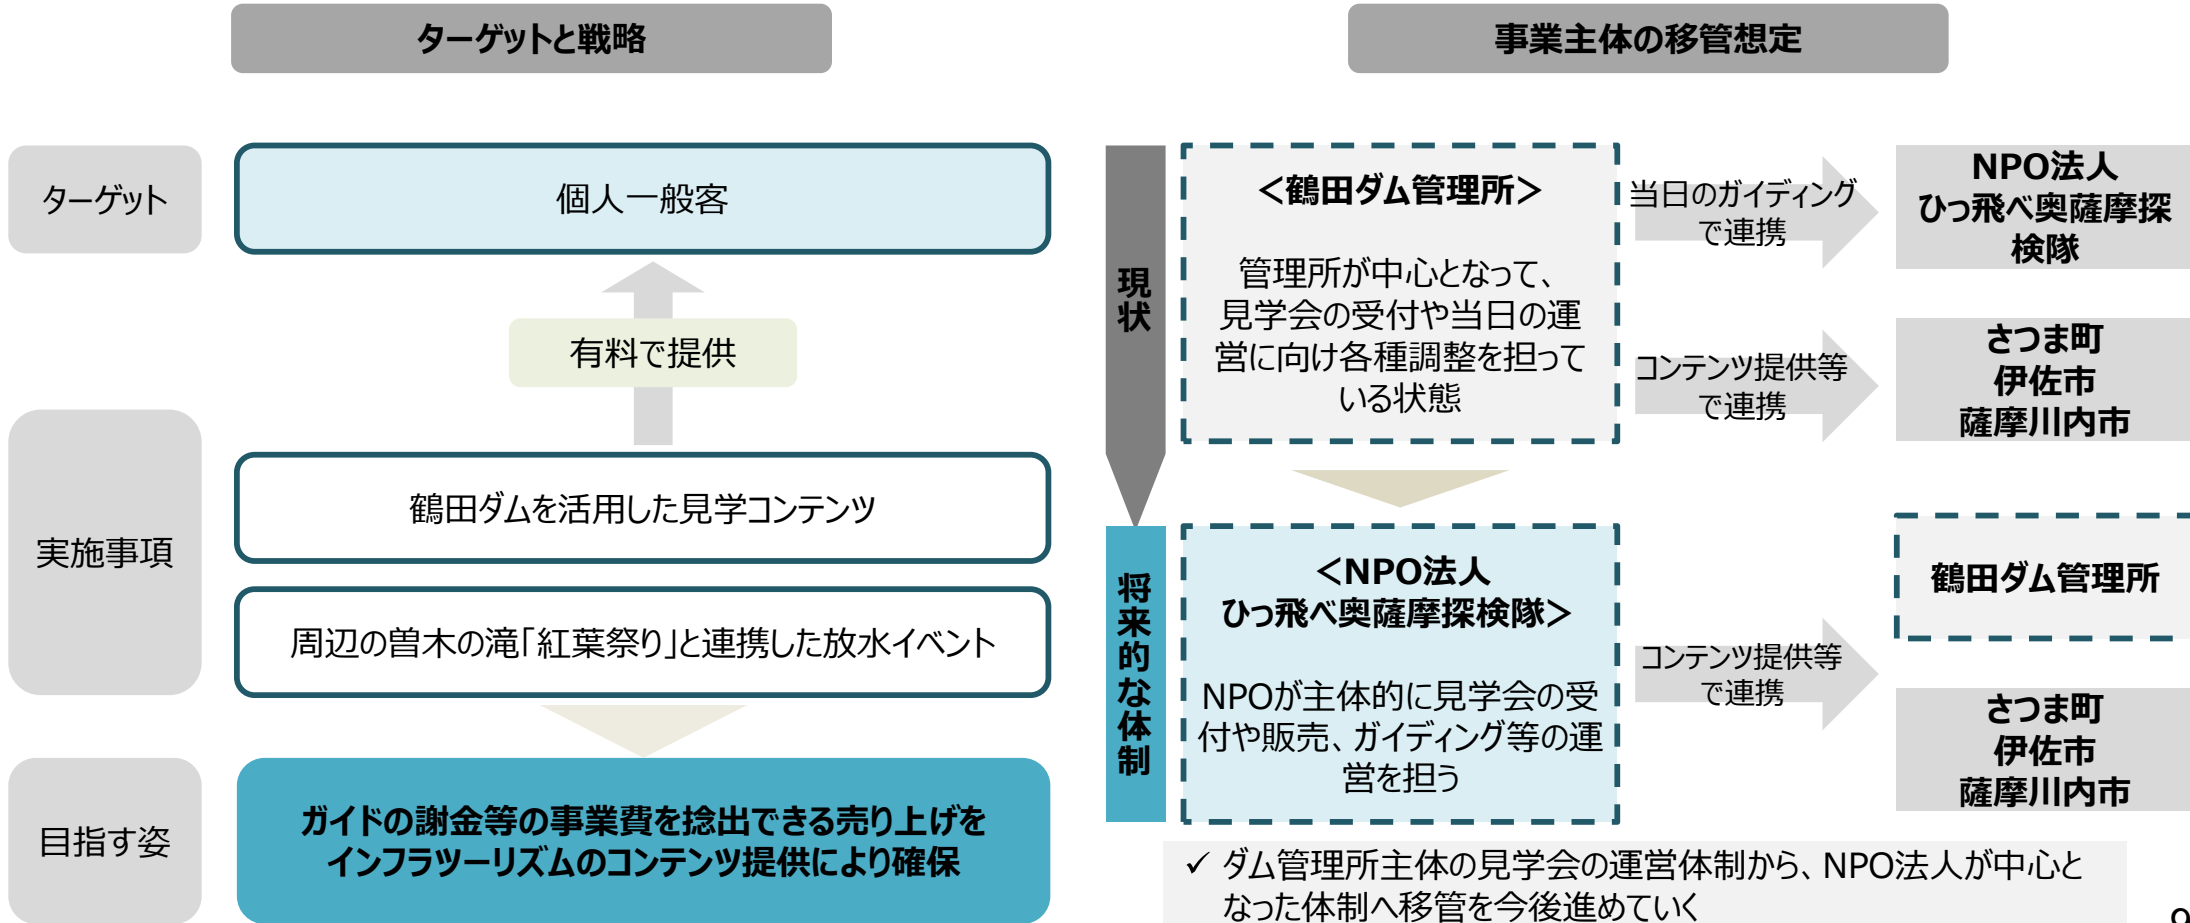 ターゲットと戦略
ターゲット
個人一般客
有料で提供
実施事項
鶴田ダムを活用した見学コンテンツ
周辺の曽木の滝「紅葉祭り」と連携した放水イベント
目指す姿
ガイドの謝金等の事業費を捻出できる売り上げを
インフラツーリズムのコンテンツ提供により確保
事業主体の移管想定
現状
<鶴田ダム管理所>
管理所が中心となって、
見学会の受付や当日の運
営に向け各種調整を担って
いる状態
当日のガイディング
で連携
NPO法人
ひっ飛べ奥薩摩探
検隊
コンテンツ提供等
で連携
さつま町
伊佐市
薩摩川内市
将来的な体制
<NPO法人
ひっ飛べ奥薩摩探検隊>
NPOが主体的に見学会の受
付や販売、ガイディング等の運
営を担う
コンテンツ提供等
で連携
鶴田ダム管理所
さつま町
伊佐市
薩摩川内市
✓ ダム管理所主体の見学会の運営体制から、NPO法人が中心と
なった体制へ移管を今後進めていく